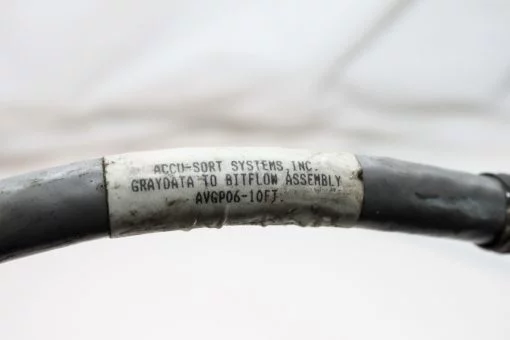 ACCU-SORT SYSTEMS, INC.
GRAYDATA TO BITFLOW ASSEMBLY
AVGP06-10FT.